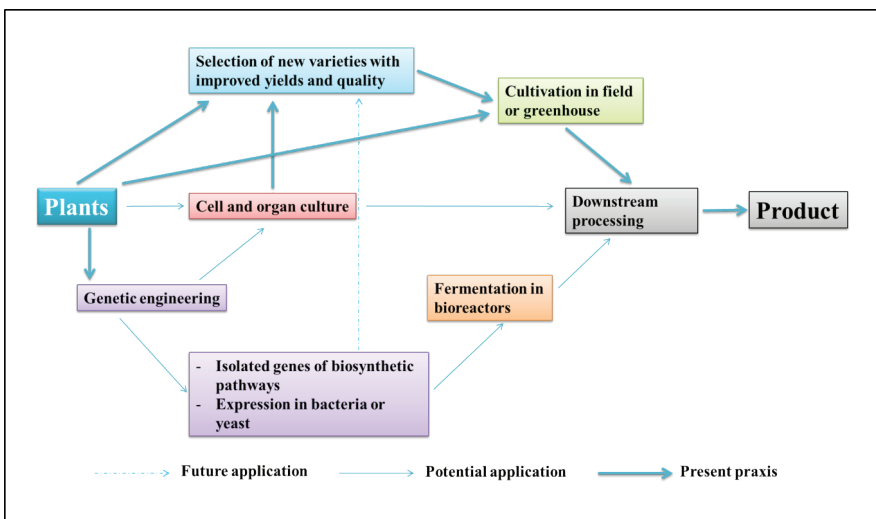 Selection of new varieties with
improved yields and quality
Cultivation in field
or greenhouse
Plants
Cell and organ culture
Downstream
processing
Product
Genetic engineering
Fermentation in
bioreactors
- Isolated genes of biosynthetic
pathways
- Expression in bacteria or
yeast
Future application
Potential application
Present praxis